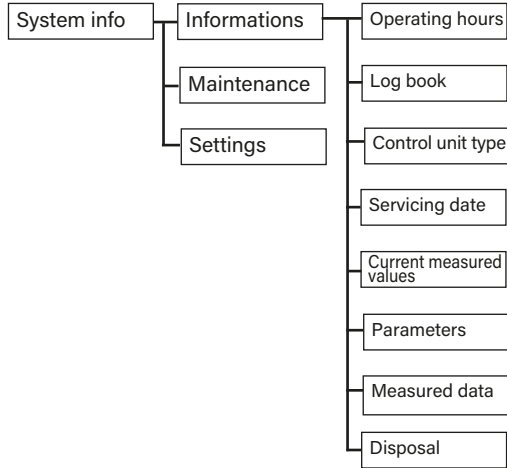 System info
Informations
Operating hours
Log book
Maintenance
Settings
Control unit type
Servicing date
Current measured
values
Parameters
Measured data
Disposal